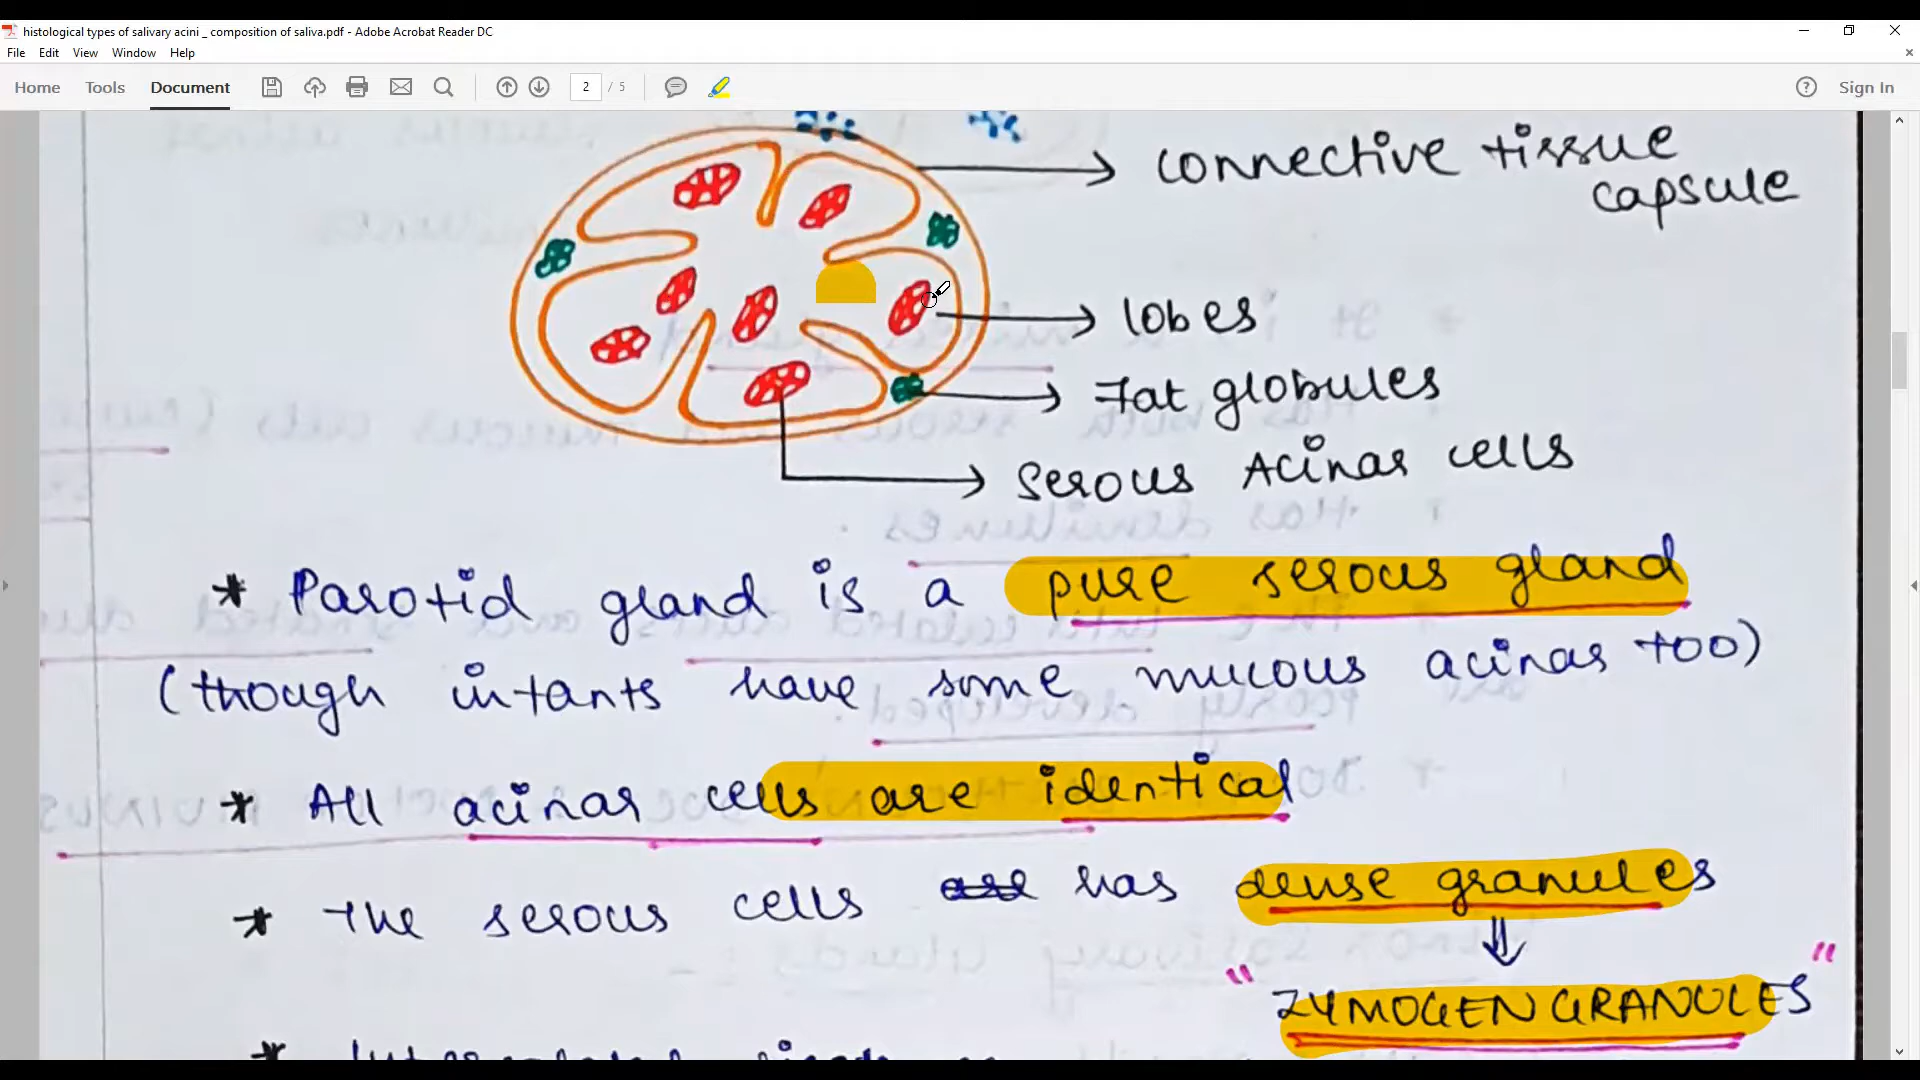 histological types of salivary acini _ composition of saliva.pdf - Adobe Acrobat Reader DC
File Edit View Window Help
Home Tools Document 2 / 5 Sign In
connective tissue
capsule
lobes
Fat globules
serous Acinar cells
* Parotid gland is a pure serous gland
(though infants have some mucous acinas too)
* All acinar cells are identical
* The serous cells has dense granules
"ZYMOGEN GRANULES"